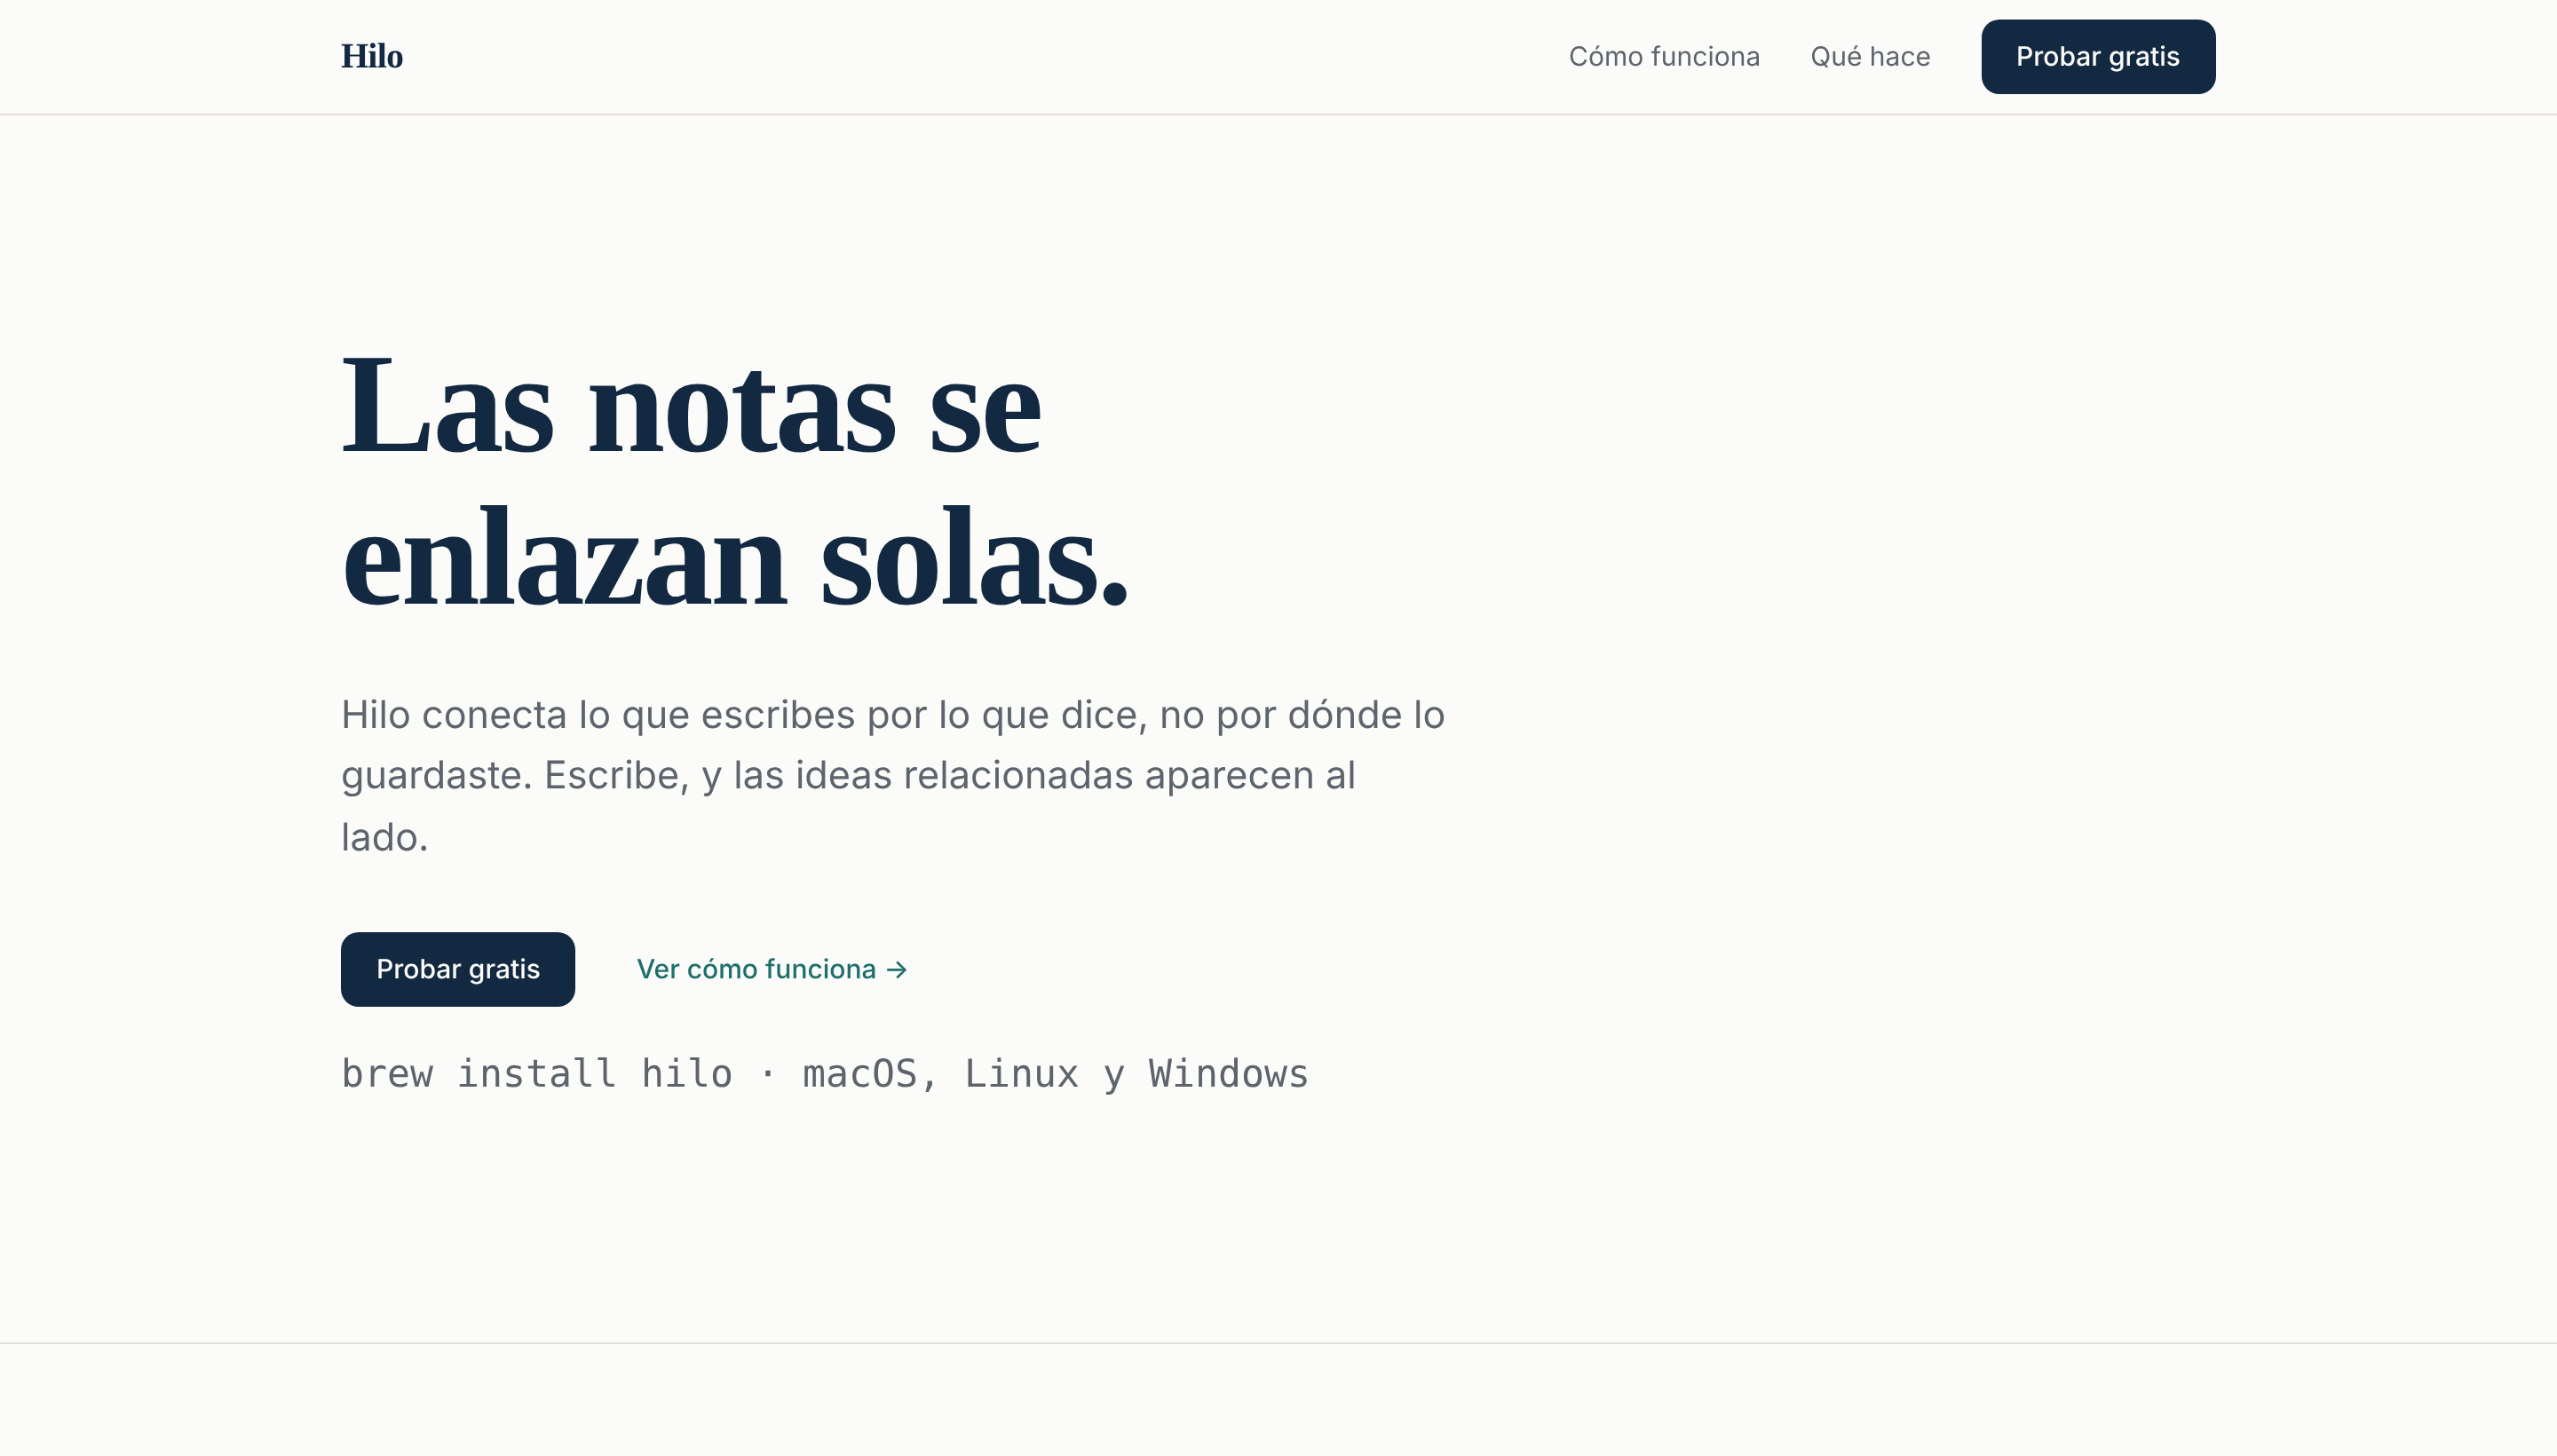 Hilo
Cómo funciona
Qué hace
Probar gratis
Las notas se
enlazan solas.
Hilo conecta lo que escribes por lo que dice, no por dónde lo
guardaste. Escribe, y las ideas relacionadas aparecen al
lado.
Probar gratis
Ver cómo funciona →
brew install hilo · macOS, Linux y Windows